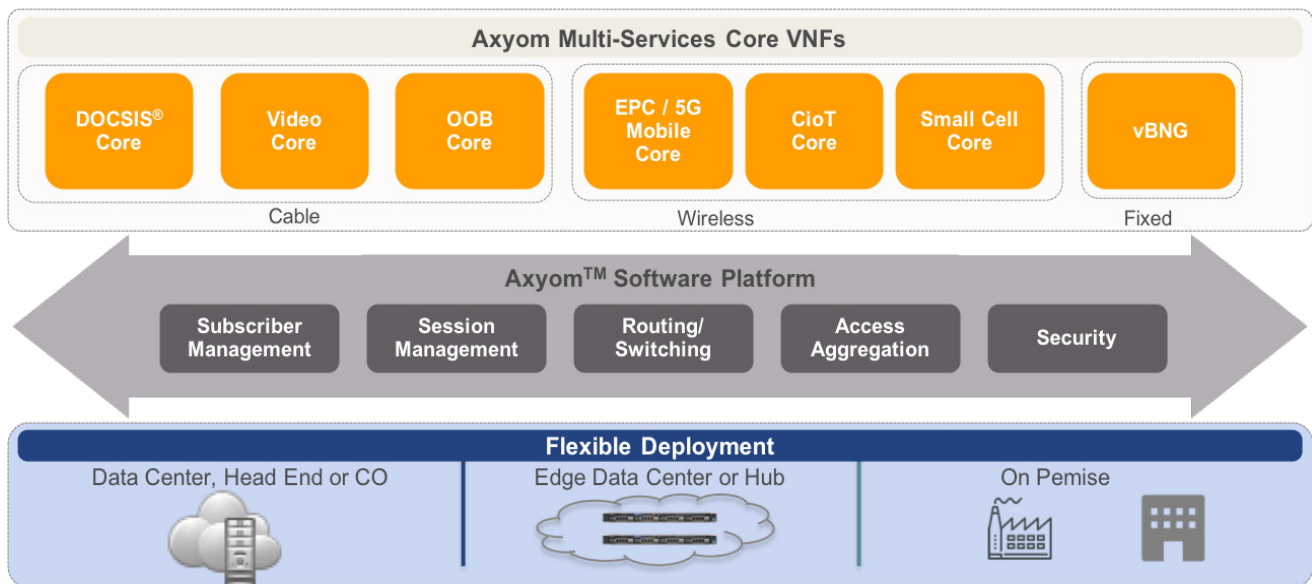 Axyom Multi-Services Core VNFs
DOCSIS®
Core
Video
Core
OOB
Core
EPC / 5G
Mobile
Core
CioT
Core
Small Cell
Core
vBNG
Cable
Wireless
Fixed
Axyom™ Software Platform
Subscriber
Management
Session
Management
Routing/
Switching
Access
Aggregation
Security
Flexible Deployment
Data Center, Head End or CO
Edge Data Center or Hub
On Pemise